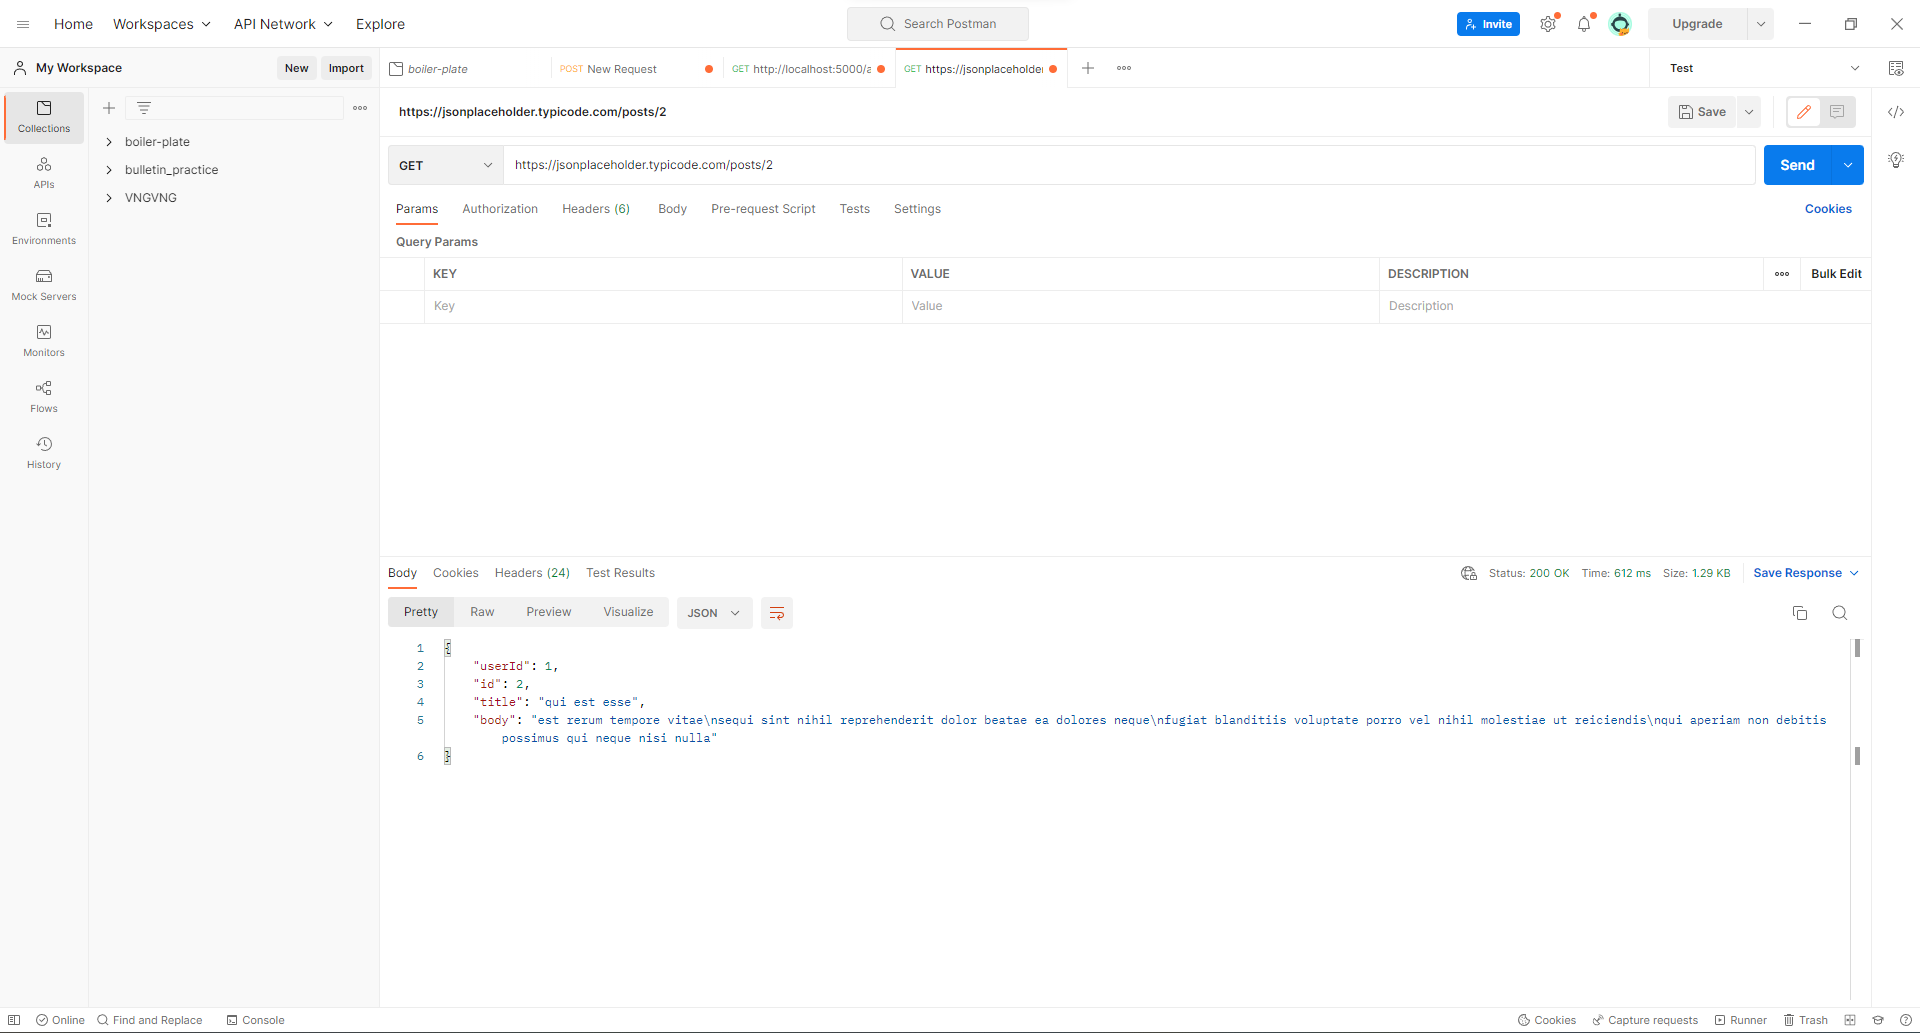 Home Workspaces API Network Explore Search Postman Invite Upgrade
My Workspace New Import boiler-plate POST New Request GET http://localhost:5000/a GET https://jsonplaceholder Test
Collections
APIs
Environments
Mock Servers
Monitors
Flows
History
boiler-plate
bulletin_practice
VNGVNG
https://jsonplaceholder.typicode.com/posts/2 Save
GET https://jsonplaceholder.typicode.com/posts/2 Send
Params Authorization Headers (6) Body Pre-request Script Tests Settings Cookies
Query Params
KEY VALUE DESCRIPTION Bulk Edit
Key Value Description
Body Cookies Headers (24) Test Results Status: 200 OK Time: 612 ms Size: 1.29 KB Save Response
Pretty Raw Preview Visualize JSON
1 {
2 "userId": 1,
3 "id": 2,
4 "title": "qui est esse",
5 "body": "est rerum tempore vitae\nsequi sint nihil reprehenderit dolor beatae ea dolores neque\nfugiat blanditiis voluptate porro vel nihil molestiae ut reiciendis\nqui aperiam non debitis
possimus qui neque nisi nulla"
6 }
Online Find and Replace Console Cookies Capture requests Runner Trash